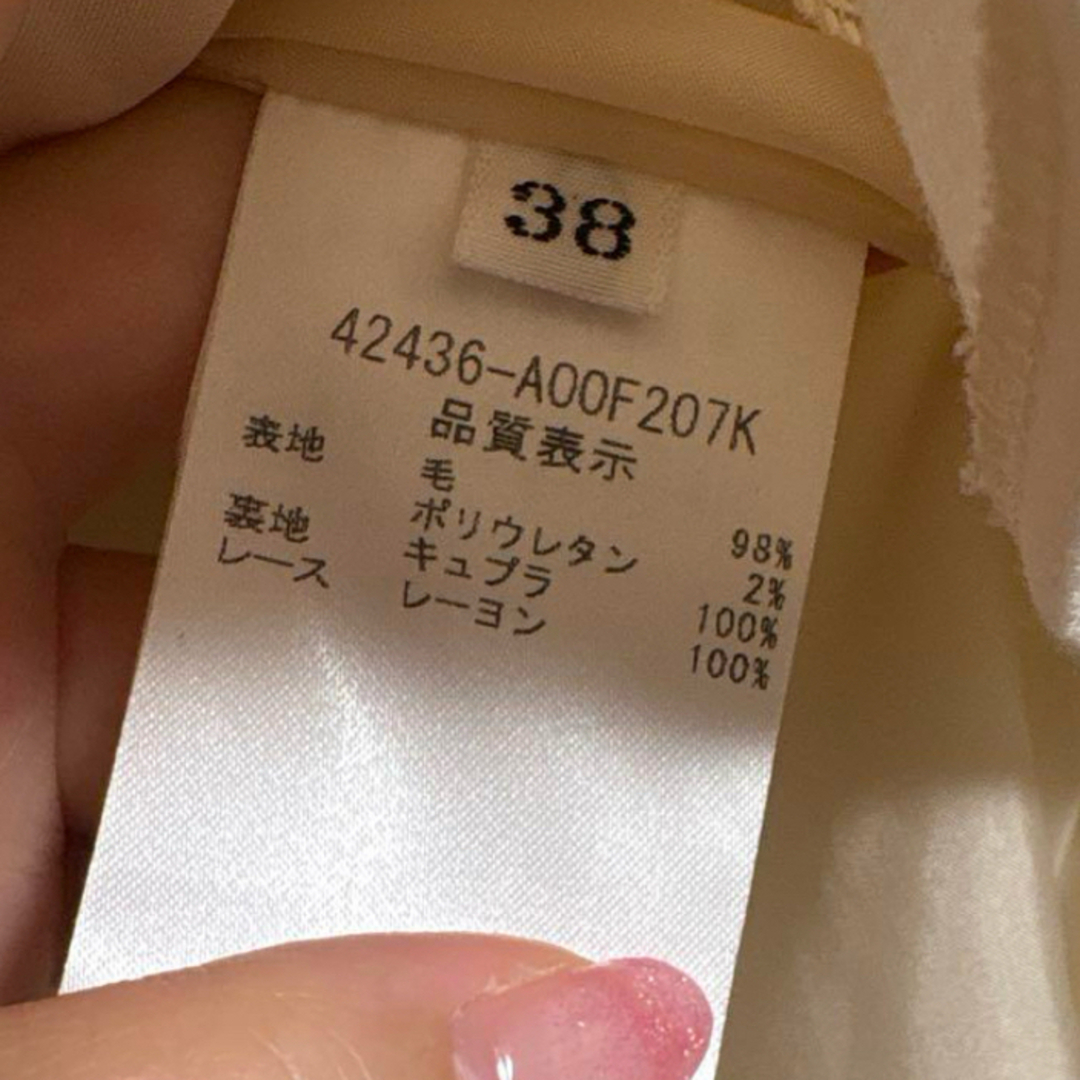 38
42436-A00F207K
品質表示
表地 毛 98%
ポリウレタン 2%
裏地 キュプラ 100%
レース レーヨン 100%